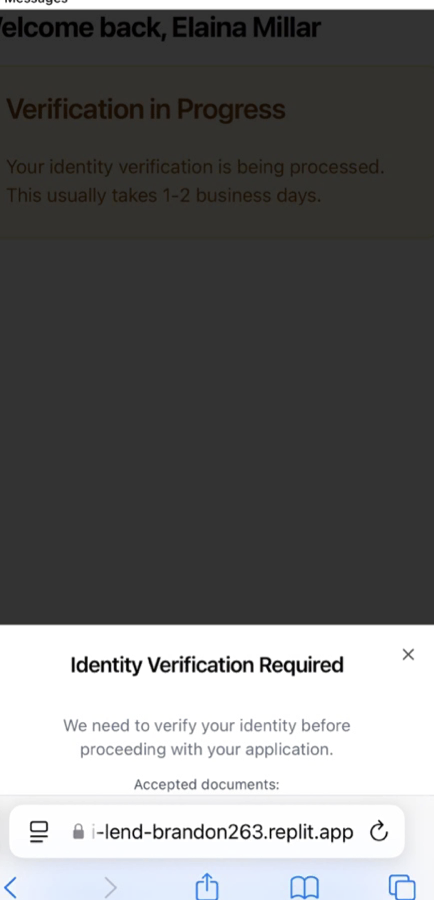 Messages
elcome back, Elaina Millar
Verification in Progress
Your identity verification is being processed.
This usually takes 1-2 business days.
Identity Verification Required
We need to verify your identity before
proceeding with your application.
Accepted documents:
i-lend-brandon263.replit.app